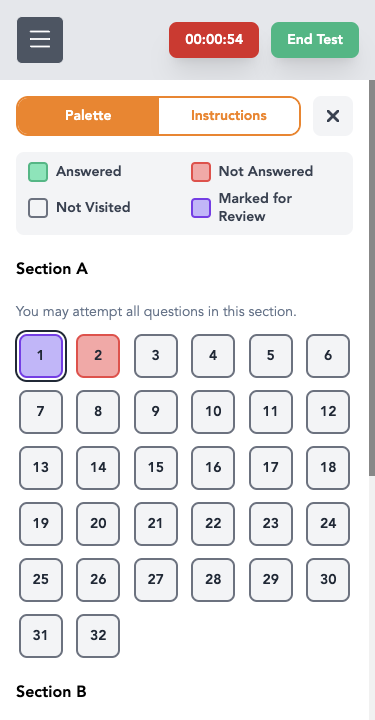 00:00:54 End Test
Palette Instructions
Answered Not Answered
Not Visited Marked for
Review
Section A
You may attempt all questions in this section.
1 2 3 4 5 6
7 8 9 10 11 12
13 14 15 16 17 18
19 20 21 22 23 24
25 26 27 28 29 30
31 32
Section B